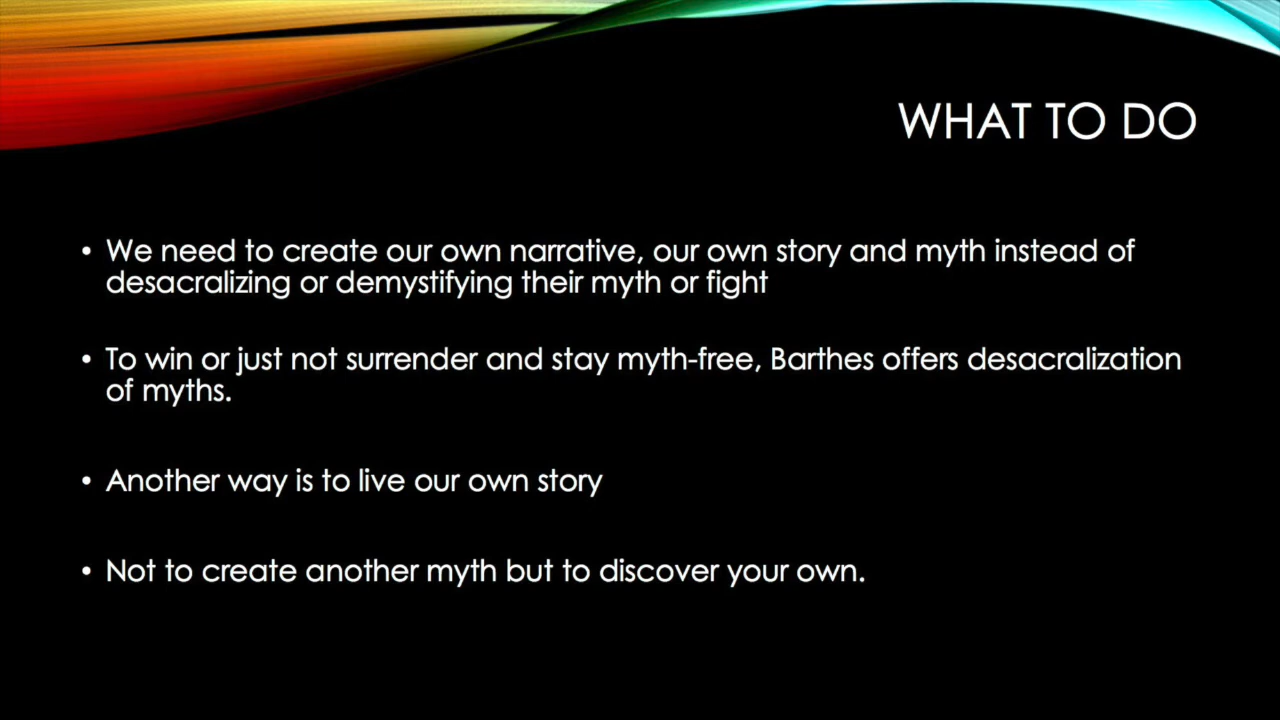 WHAT TO DO
• We need to create our own narrative, our own story and myth instead of
desacralizing or demystifying their myth or fight
• To win or just not surrender and stay myth-free, Barthes offers desacralization
of myths.
• Another way is to live our own story
• Not to create another myth but to discover your own.